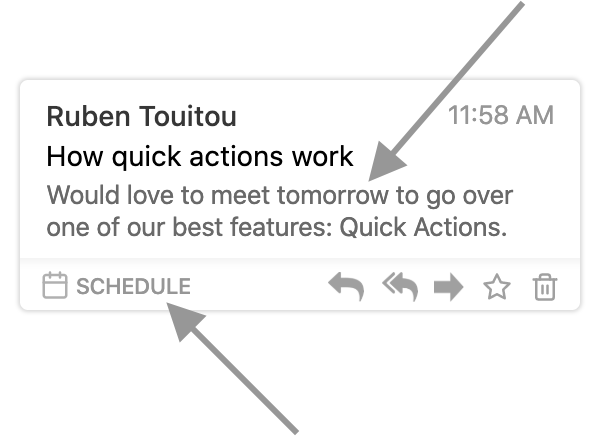 Ruben Touitou 11:58 AM
How quick actions work
Would love to meet tomorrow to go over
one of our best features: Quick Actions.
SCHEDULE